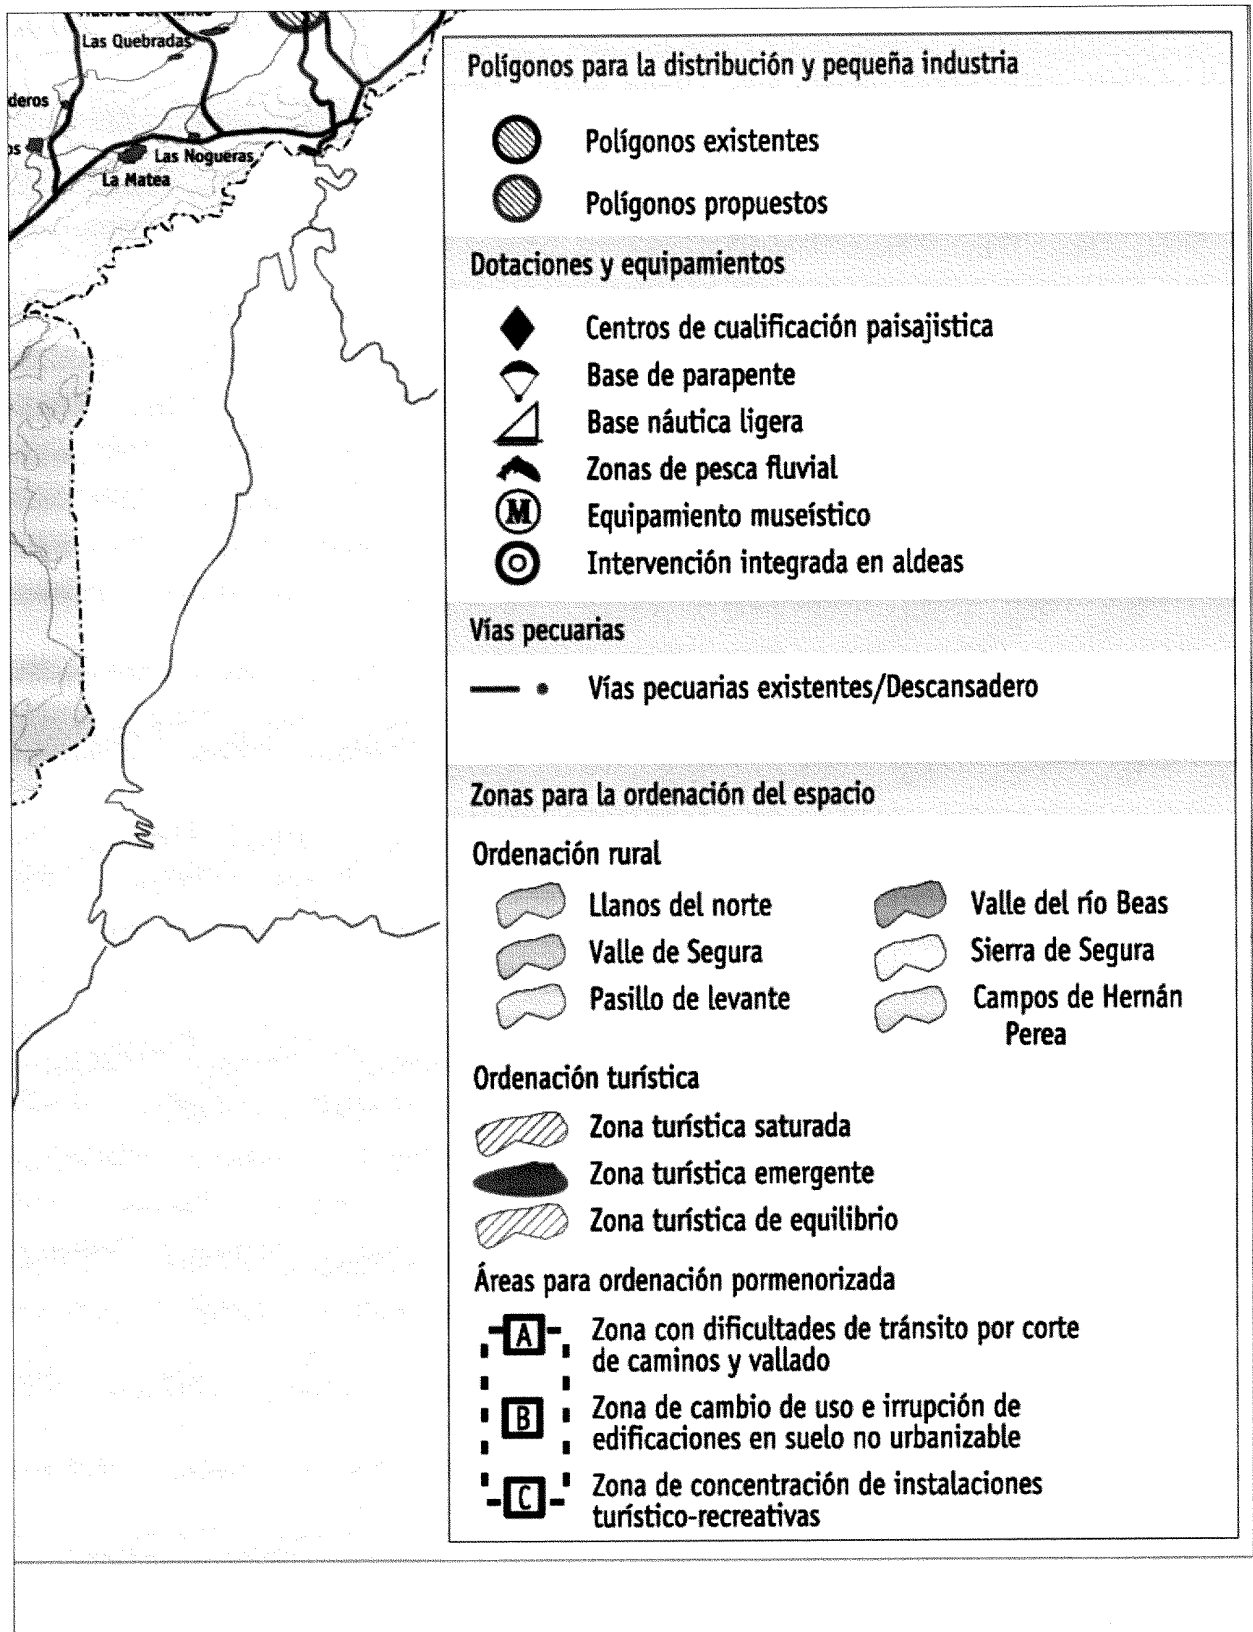 Las Quebradas
deros
os
Las Nogueras
La Matea
Polígonos para la distribución y pequeña industria
Polígonos existentes
Polígonos propuestos
Dotaciones y equipamientos
Centros de cualificación paisajistica
Base de parapente
Base náutica ligera
Zonas de pesca fluvial
M Equipamiento museístico
Intervención integrada en aldeas
Vías pecuarias
Vías pecuarias existentes/Descansadero
Zonas para la ordenación del espacio
Ordenación rural
Llanos del norte
Valle de Segura
Pasillo de levante
Valle del río Beas
Sierra de Segura
Campos de Hernán
Perea
Ordenación turística
Zona turística saturada
Zona turística emergente
Zona turística de equilibrio
Áreas para ordenación pormenorizada
A Zona con dificultades de tránsito por corte
de caminos y vallado
B Zona de cambio de uso e irrupción de
edificaciones en suelo no urbanizable
C Zona de concentración de instalaciones
turístico-recreativas